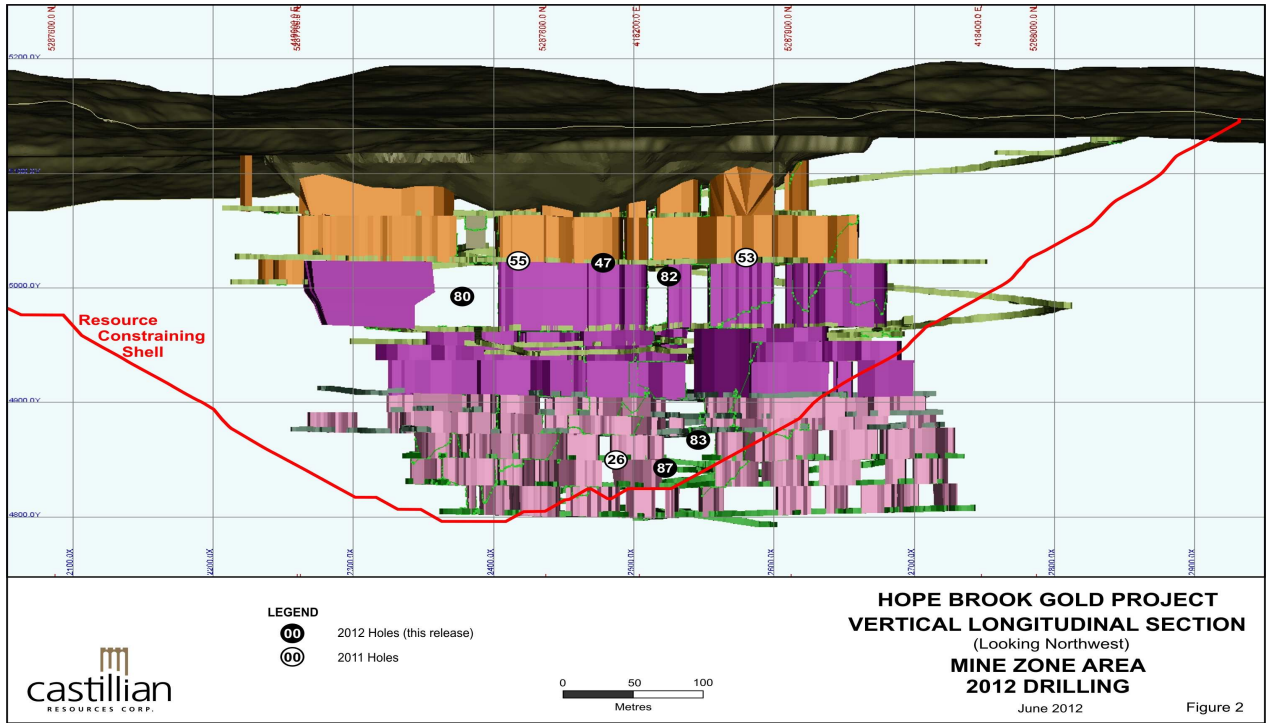 5287600.0 N
5267600.0 N
418200.0 E
5267900.0 N
418400.0 E
5268000.0 N
5200.0Y
5000.0Y
4900.0Y
4800.0Y
55
47
53
82
80
Resource
Constraining
Shell
83
26
87
2100.0X
2200.0X
2300.0X
2400.0X
2500.0X
2600.0X
2700.0X
2800.0X
2900.0X
LEGEND
00 2012 Holes (this release)
00 2011 Holes
castillian
RESOURCES CORP.
0 50 100
Metres
HOPE BROOK GOLD PROJECT
VERTICAL LONGITUDINAL SECTION
(Looking Northwest)
MINE ZONE AREA
2012 DRILLING
June 2012
Figure 2